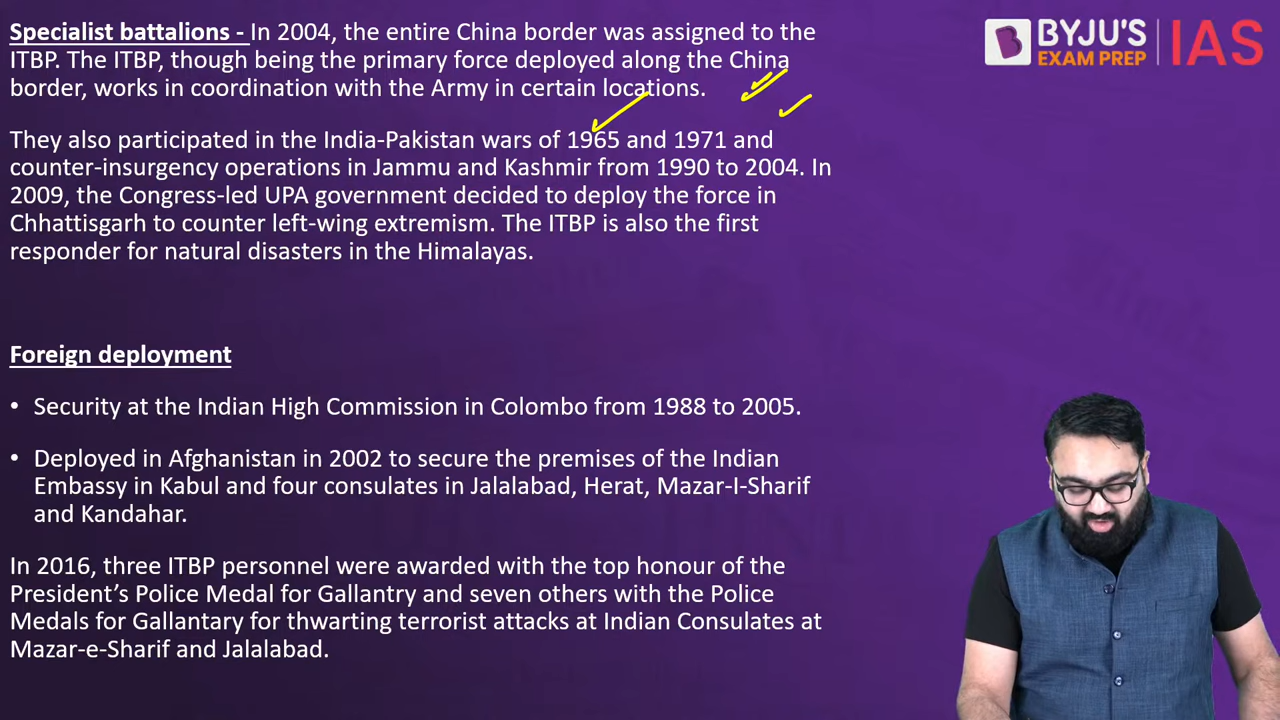 Specialist battalions - In 2004, the entire China border was assigned to the
ITBP. The ITBP, though being the primary force deployed along the China
border, works in coordination with the Army in certain locations.
They also participated in the India-Pakistan wars of 1965 and 1971 and
counter-insurgency operations in Jammu and Kashmir from 1990 to 2004. In
2009, the Congress-led UPA government decided to deploy the force in
Chhattisgarh to counter left-wing extremism. The ITBP is also the first
responder for natural disasters in the Himalayas.
Foreign deployment
• Security at the Indian High Commission in Colombo from 1988 to 2005.
• Deployed in Afghanistan in 2002 to secure the premises of the Indian
Embassy in Kabul and four consulates in Jalalabad, Herat, Mazar-I-Sharif
and Kandahar.
In 2016, three ITBP personnel were awarded with the top honour of the
President's Police Medal for Gallantry and seven others with the Police
Medals for Gallantary for thwarting terrorist attacks at Indian Consulates at
Mazar-e-Sharif and Jalalabad.
BYJU'S
EXAM PREP
IAS